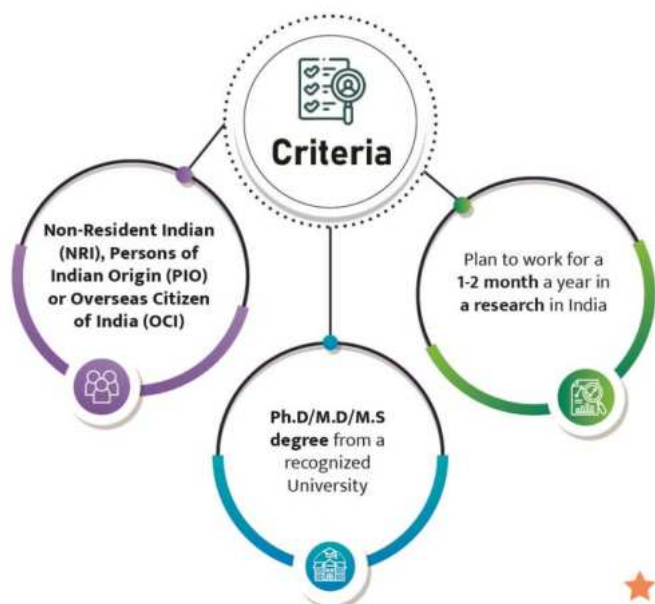 Criteria
Non-Resident Indian
(NRI), Persons of
Indian Origin (PIO)
or Overseas Citizen
of India (OCI)
Plan to work for a
1-2 month a year in
a research in India
Ph.D/M.D/M.S
degree from a
recognized
University